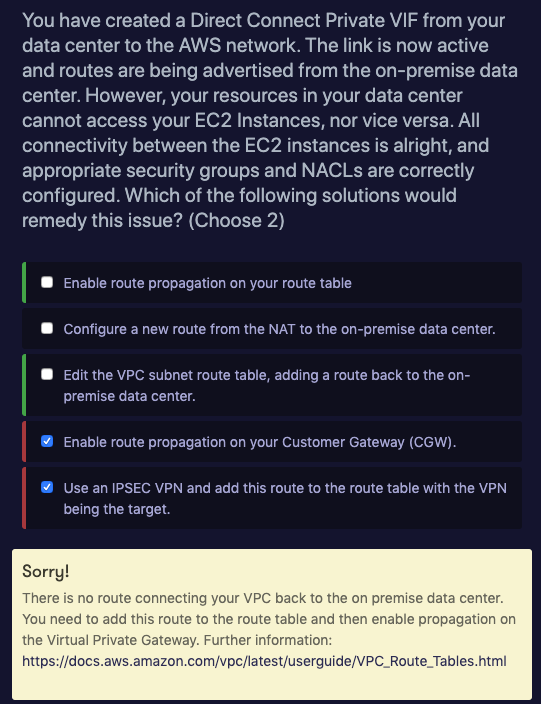 You have created a Direct Connect Private VIF from your
data center to the AWS network. The link is now active
and routes are being advertised from the on-premise data
center. However, your resources in your data center
cannot access your EC2 Instances, nor vice versa. All
connectivity between the EC2 instances is alright, and
appropriate security groups and NACLs are correctly
configured. Which of the following solutions would
remedy this issue? (Choose 2)
Enable route propagation on your route table
Configure a new route from the NAT to the on-premise data center.
Edit the VPC subnet route table, adding a route back to the on-
premise data center.
Enable route propagation on your Customer Gateway (CGW).
Use an IPSEC VPN and add this route to the route table with the VPN
being the target.
Sorry!
There is no route connecting your VPC back to the on premise data center.
You need to add this route to the route table and then enable propagation on
the Virtual Private Gateway. Further information:
https://docs.aws.amazon.com/vpc/latest/userguide/VPC_Route_Tables.html